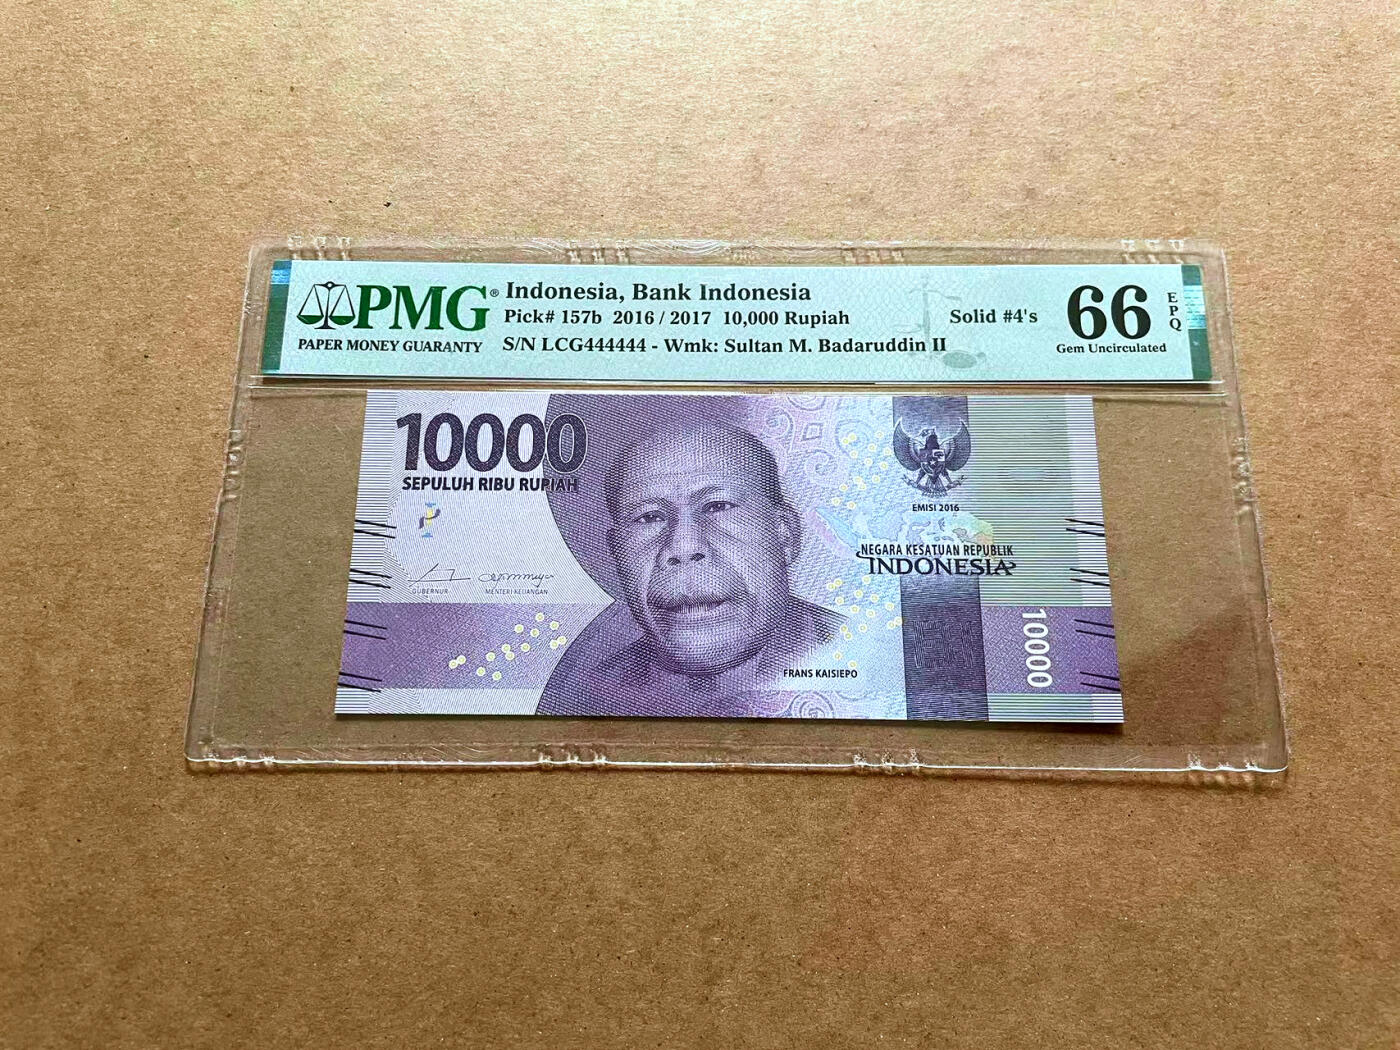 PMG®
PAPER MONEY GUARANTY
Indonesia, Bank Indonesia
Pick# 157b 2016 / 2017 10,000 Rupiah
S/N LCG444444 - Wmk: Sultan M. Badaruddin II
Solid #4's
66
EPQ
Gem Uncirculated
10000
SEPULUH RIBU RUPIAH
GUBERNUR
MENTERI KEUANGAN
EMISI 2016
NEGARA KESATUAN REPUBLIK
INDONESIA
FRANS KAISIEPO
10000